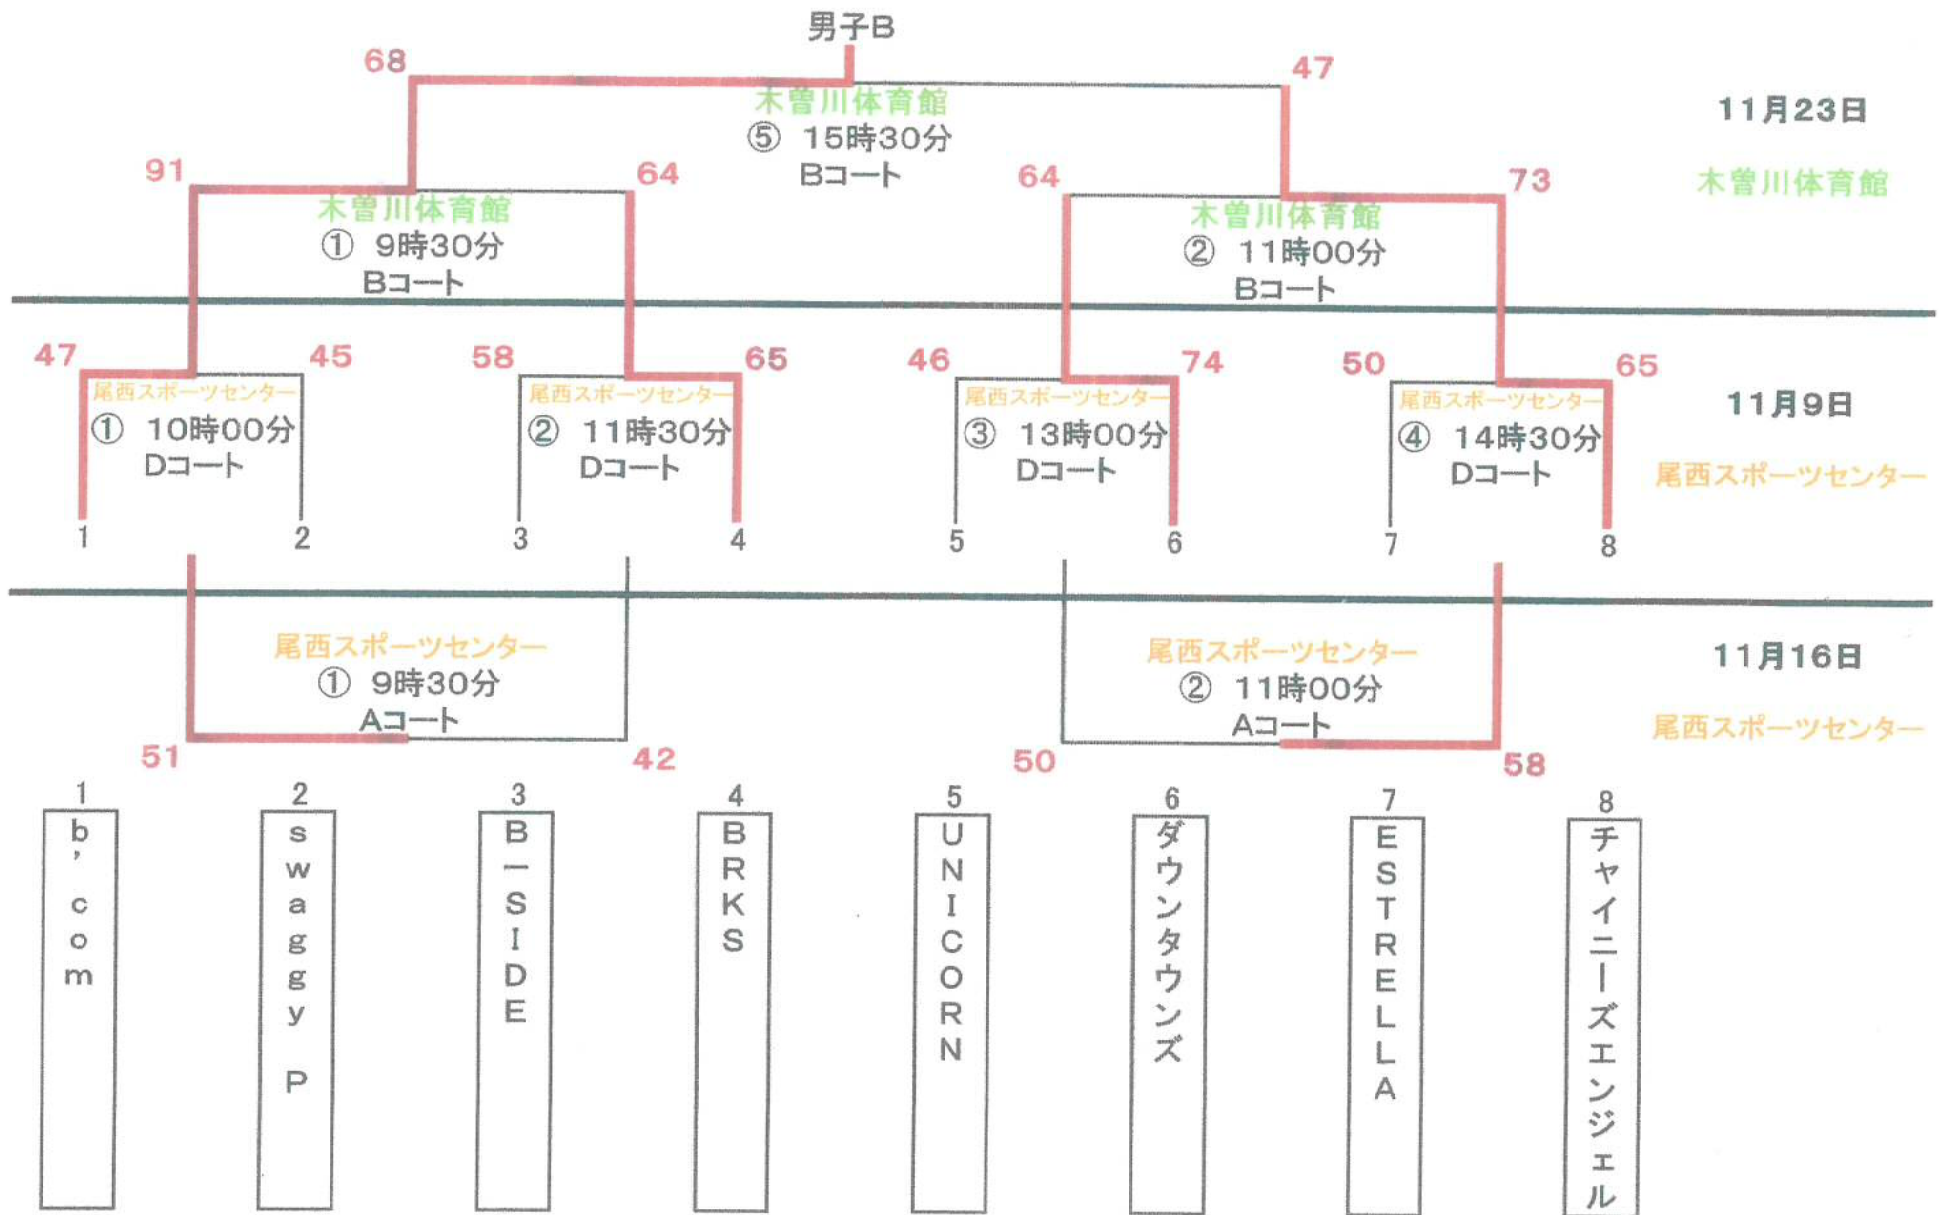 男子B
68
47
木曽川体育館
⑤ 15時30分
Bコート
11月23日
木曽川体育館
91
64
64
73
木曽川体育館
① 9時30分
Bコート
木曽川体育館
② 11時00分
Bコート
47
45
58
65
46
74
50
65
尾西スポーツセンター
① 10時00分
Dコート
尾西スポーツセンター
② 11時30分
Dコート
尾西スポーツセンター
③ 13時00分
Dコート
尾西スポーツセンター
④ 14時30分
Dコート
11月9日
尾西スポーツセンター
1
2
3
4
5
6
7
8
尾西スポーツセンター
① 9時30分
Aコート
尾西スポーツセンター
② 11時00分
Aコート
11月16日
尾西スポーツセンター
51
42
50
58
1
b'com
2
swaggy P
3
B-SIDE
4
BRKS
5
UNICORN
6
ダウンタウンズ
7
ESTRELLA
8
チャイニーズエンジェル